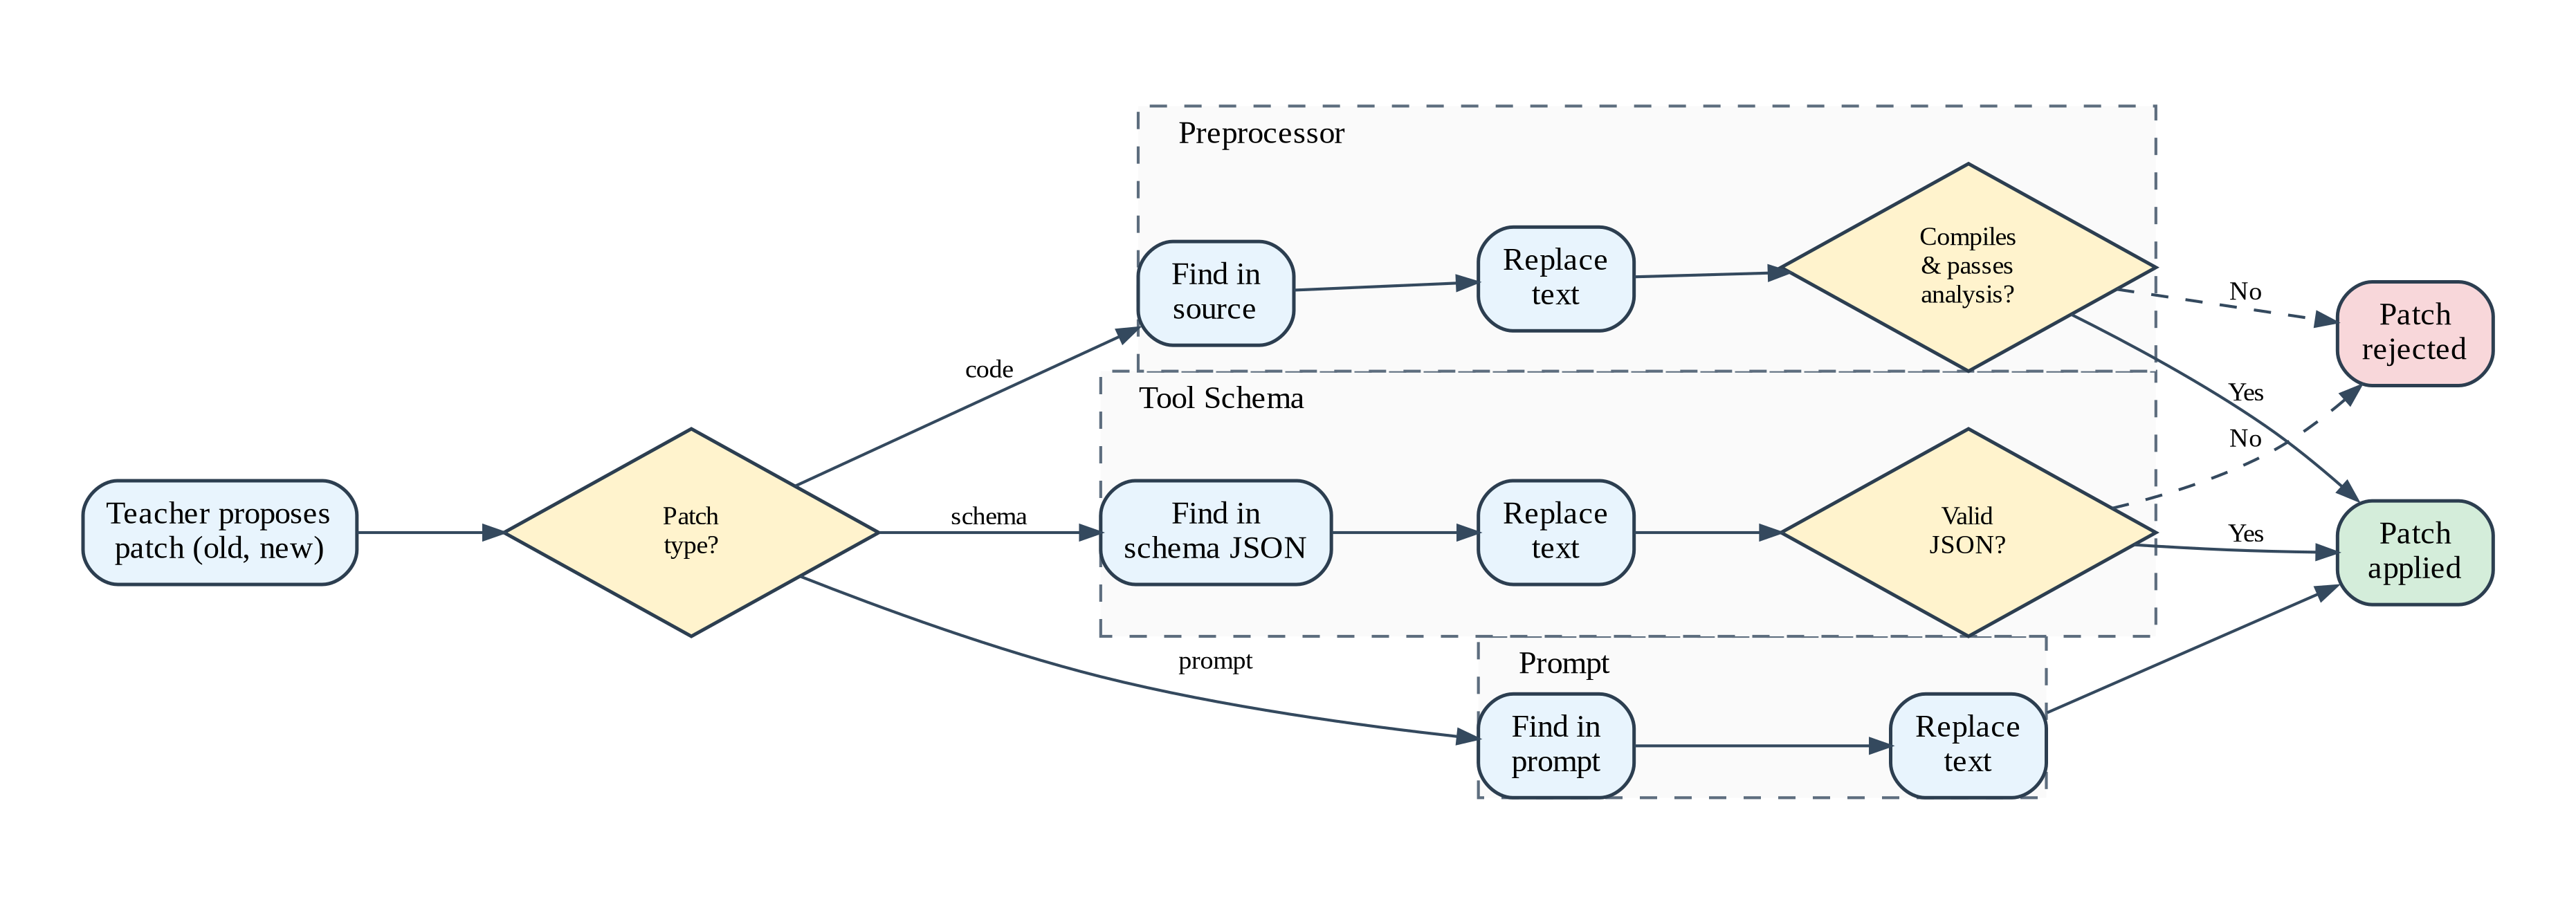 Preprocessor
Compiles
& passes
analysis?
Find in
source
Replace
text
No
Patch
rejected
code
Yes
Tool Schema
No
Teacher proposes
patch (old, new)
Patch
type?
schema
Find in
schema JSON
Replace
text
Valid
JSON?
Yes
Patch
applied
prompt
Prompt
Find in
prompt
Replace
text